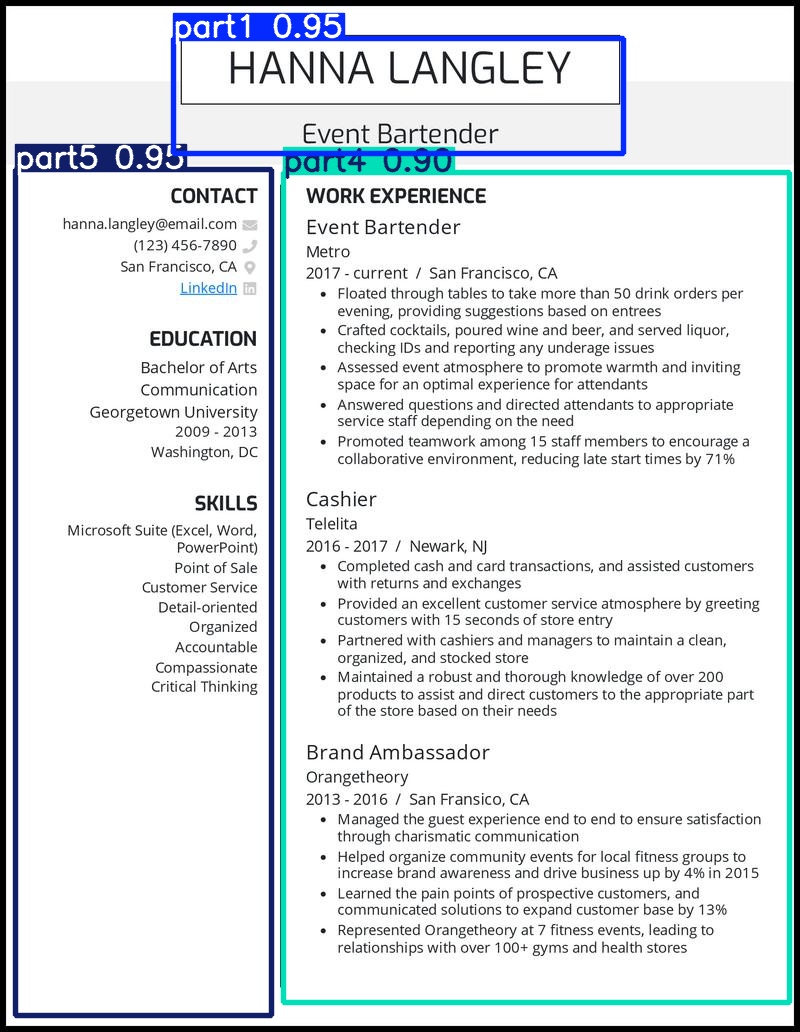 part1 0.95
HANNA LANGLEY
Event Bartender
part5 0.95
CONTACT
hanna.langley@email.com
(123) 456-7890
San Francisco, CA
LinkedIn
EDUCATION
Bachelor of Arts
Communication
Georgetown University
2009 - 2013
Washington, DC
SKILLS
Microsoft Suite (Excel, Word,
PowerPoint)
Point of Sale
Customer Service
Detail-oriented
Organized
Accountable
Compassionate
Critical Thinking
part4 0.90
WORK EXPERIENCE
Event Bartender
Metro
2017 - current / San Francisco, CA
• Floated through tables to take more than 50 drink orders per
evening, providing suggestions based on entrees
• Crafted cocktails, poured wine and beer, and served liquor,
checking IDs and reporting any underage issues
• Assessed event atmosphere to promote warmth and inviting
space for an optimal experience for attendants
• Answered questions and directed attendants to appropriate
service staff depending on the need
• Promoted teamwork among 15 staff members to encourage a
collaborative environment, reducing late start times by 71%
Cashier
Telelita
2016 - 2017 / Newark, NJ
• Completed cash and card transactions, and assisted customers
with returns and exchanges
• Provided an excellent customer service atmosphere by greeting
customers with 15 seconds of store entry
• Partnered with cashiers and managers to maintain a clean,
organized, and stocked store
• Maintained a robust and thorough knowledge of over 200
products to assist and direct customers to the appropriate part
of the store based on their needs
Brand Ambassador
Orangetheory
2013 - 2016 / San Fransico, CA
• Managed the guest experience end to end to ensure satisfaction
through charismatic communication
• Helped organize community events for local fitness groups to
increase brand awareness and drive business up by 4% in 2015
• Learned the pain points of prospective customers, and
communicated solutions to expand customer base by 13%
• Represented Orangetheory at 7 fitness events, leading to
relationships with over 100+ gyms and health stores